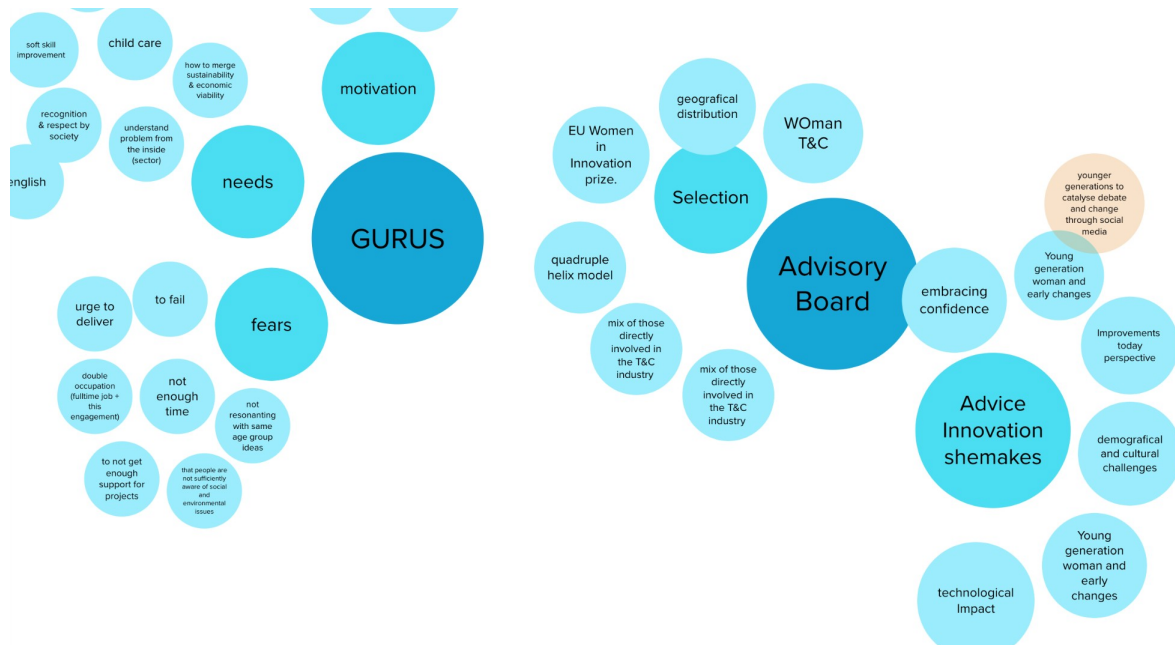 soft skill
improvement
child care
how to merge
sustainability
& economic
viability
motivation
recognition
& respect by
society
understand
problem from
the inside
(sector)
english
needs
GURUS
urge to
deliver
to fail
fears
double
occupation
(fulltime job +
this
engagement)
not
enough
time
not
resonanting
with same
age group
ideas
to not get
enough
support for
projects
that people are
not sufficiently
aware of social
and
environmental
issues
geografical
distribution
EU Women
in
Innovation
prize.
WOman
T&C
Selection
quadruple
helix model
Advisory
Board
mix of those
directly
involved in
the T&C
industry
mix of those
directly
involved in
the T&C
industry
embracing
confidence
younger
generations to
catalyse debate
and change
through social
media
Young
generation
woman and
early changes
Improvements
today
perspective
Advice
Innovation
shemakes
demografical
and cultural
challenges
Young
generation
woman and
early
changes
technological
Impact